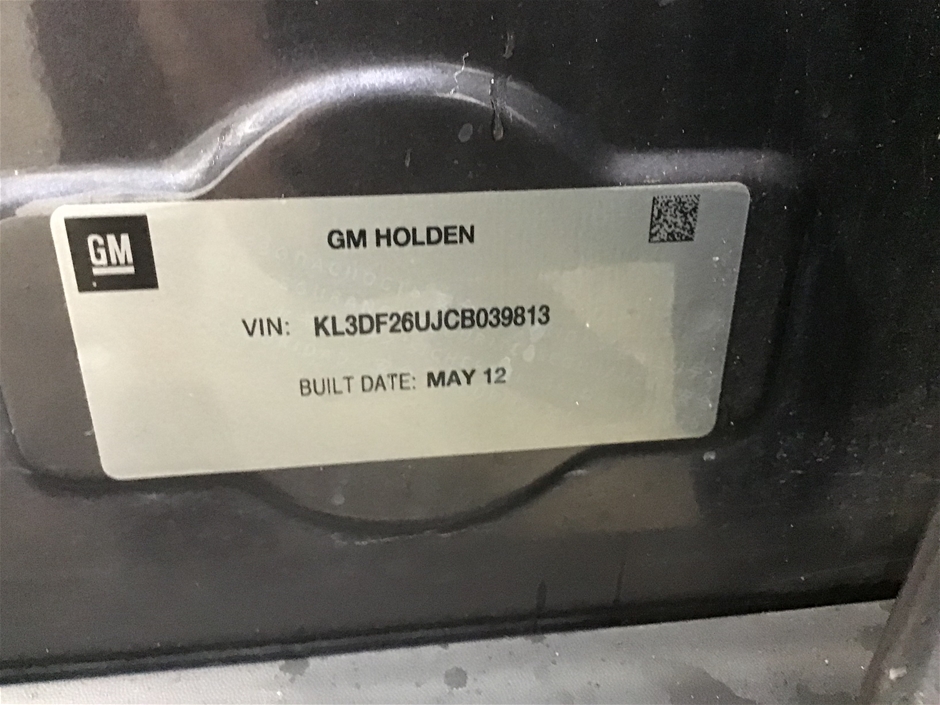 GM
GM HOLDEN
VIN: KL3DF26UJCB039813
BUILT DATE: MAY 12